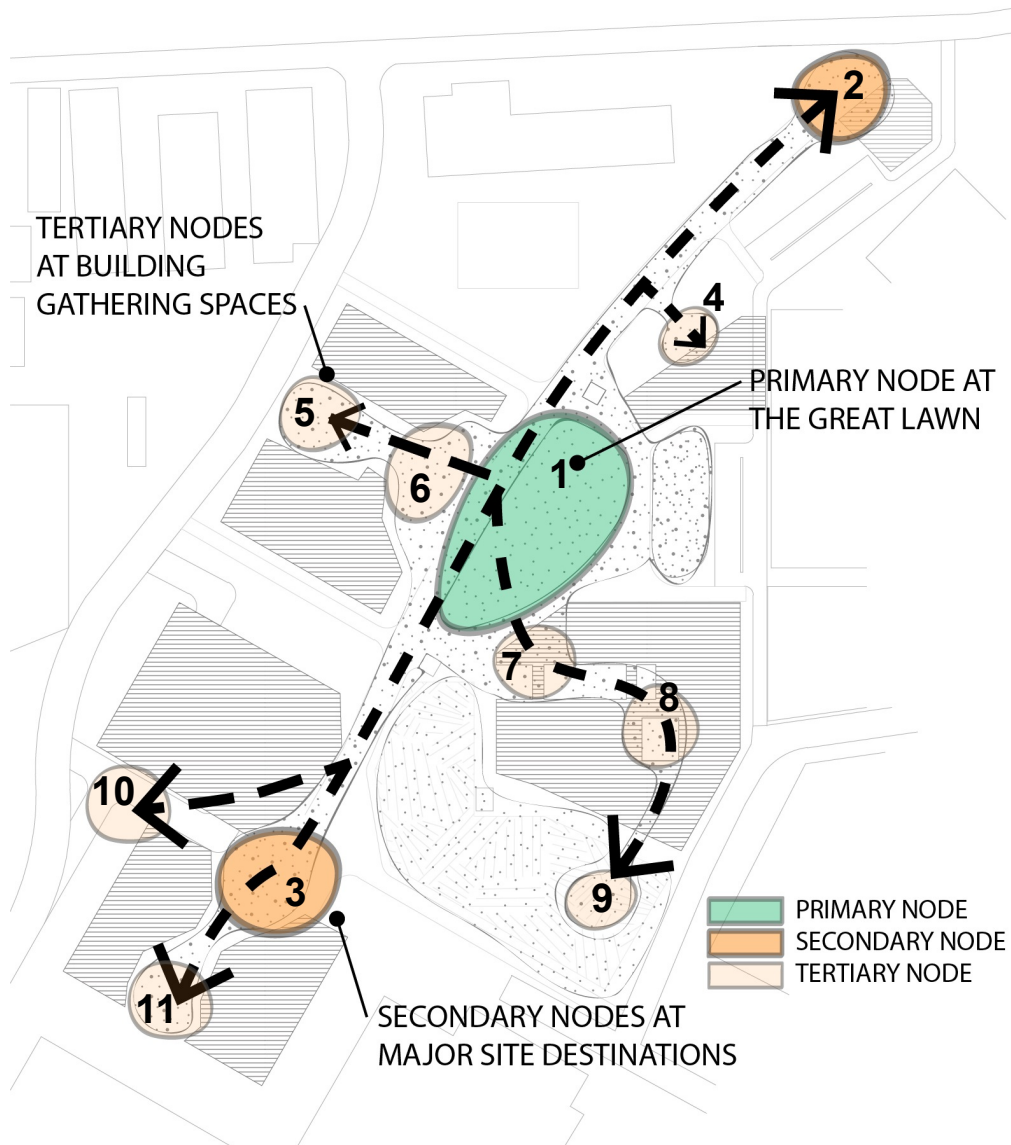 2
TERTIARY NODES
AT BUILDING
GATHERING SPACES
4
PRIMARY NODE AT
THE GREAT LAWN
5
1
6
7
8
10
3
9
PRIMARY NODE
SECONDARY NODE
TERTIARY NODE
11
SECONDARY NODES AT
MAJOR SITE DESTINATIONS